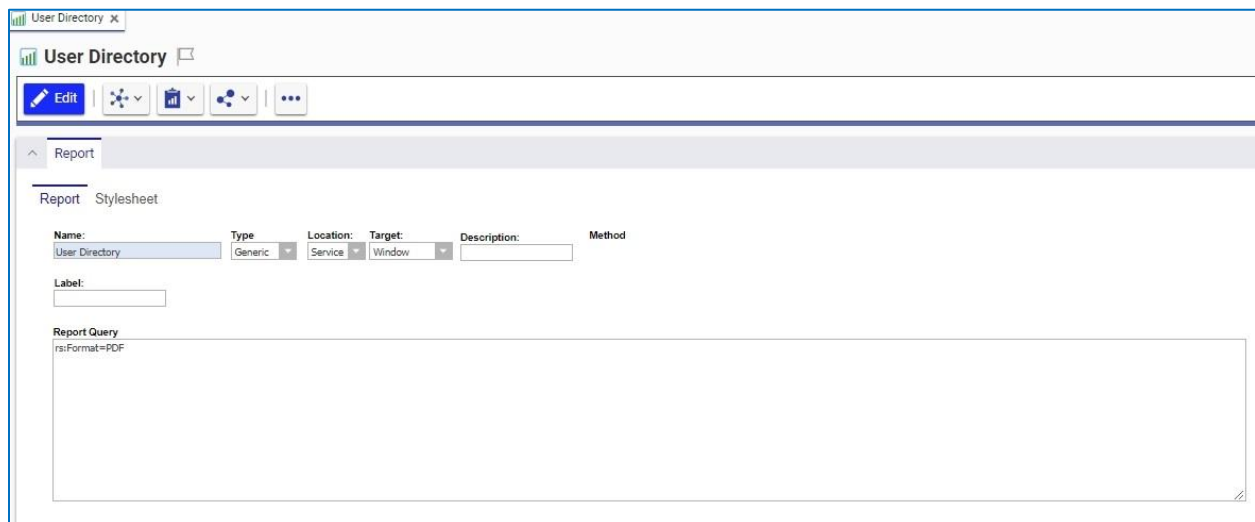 User Directory x
User Directory
Edit
Report
Report Stylesheet
Name: Type Location: Target: Description: Method
User Directory Generic Service Window
Label:
Report Query
rs:Format=PDF